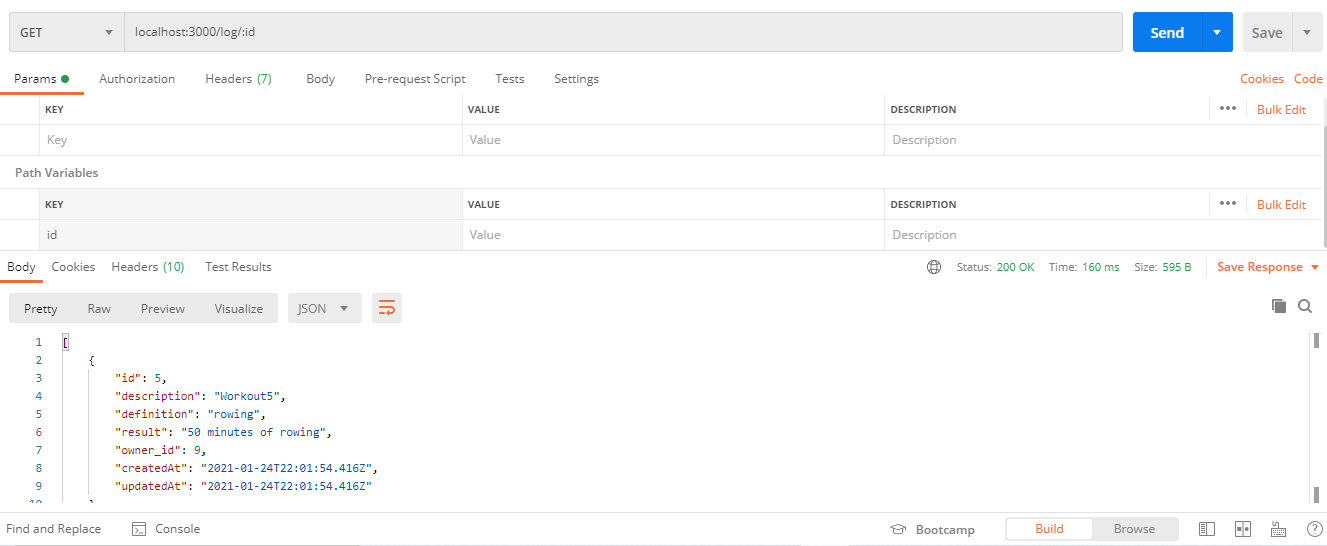 GET localhost:3000/log/:id Send Save
Params Authorization Headers (7) Body Pre-request Script Tests Settings Cookies Code
KEY VALUE DESCRIPTION ••• Bulk Edit
Key Value Description
Path Variables
KEY VALUE DESCRIPTION ••• Bulk Edit
id Value Description
Body Cookies Headers (10) Test Results Status: 200 OK Time: 160 ms Size: 595 B Save Response
Pretty Raw Preview Visualize JSON
1 [
2 {
3 "id": 5,
4 "description": "Workout5",
5 "definition": "rowing",
6 "result": "50 minutes of rowing",
7 "owner_id": 9,
8 "createdAt": "2021-01-24T22:01:54.416Z",
9 "updatedAt": "2021-01-24T22:01:54.416Z"
Find and Replace Console Bootcamp Build Browse ?